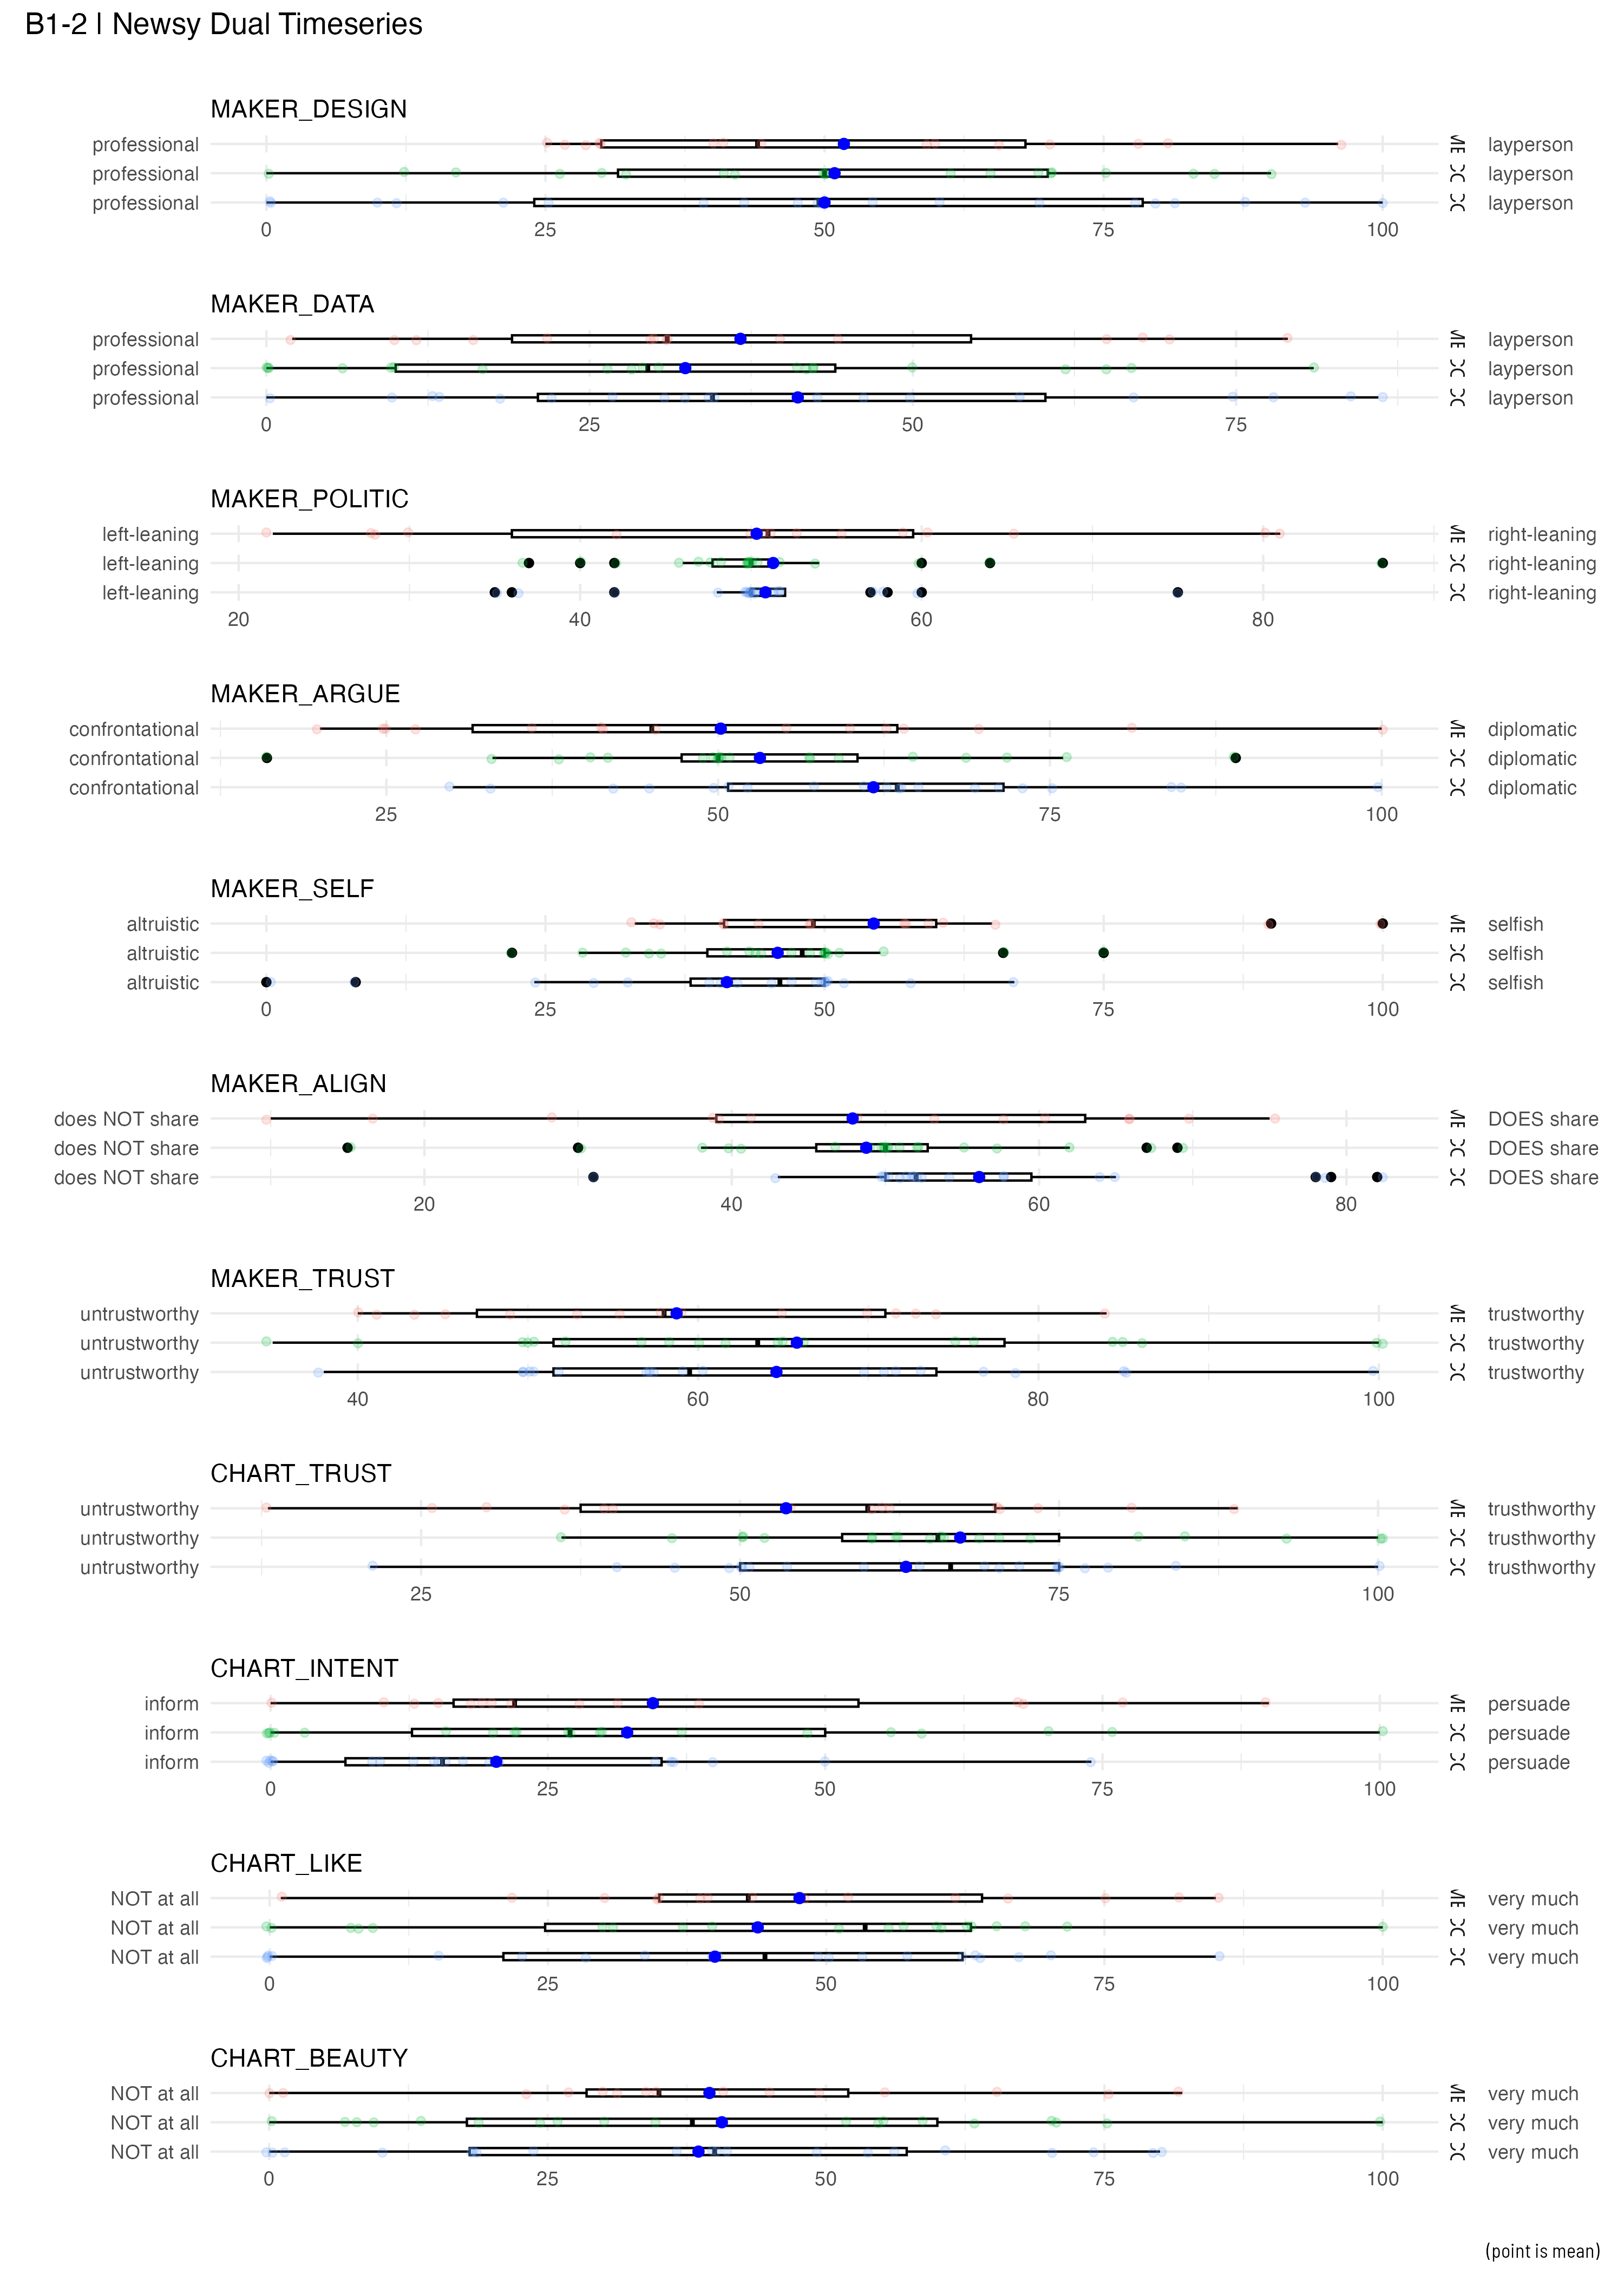 B1-2 | Newsy Dual Timeseries
MAKER_DESIGN
professional layperson
professional layperson
professional layperson
0 25 50 75 100
MAKER_DATA
professional layperson
professional layperson
professional layperson
0 25 50 75
MAKER_POLITIC
left-leaning right-leaning
left-leaning right-leaning
left-leaning right-leaning
20 40 60 80
MAKER_ARGUE
confrontational diplomatic
confrontational diplomatic
confrontational diplomatic
25 50 75 100
MAKER_SELF
altruistic selfish
altruistic selfish
altruistic selfish
0 25 50 75 100
MAKER_ALIGN
does NOT share DOES share
does NOT share DOES share
does NOT share DOES share
20 40 60 80
MAKER_TRUST
untrustworthy trustworthy
untrustworthy trustworthy
untrustworthy trustworthy
40 60 80 100
CHART_TRUST
untrustworthy trusthworthy
untrustworthy trusthworthy
untrustworthy trusthworthy
25 50 75 100
CHART_INTENT
inform persuade
inform persuade
inform persuade
0 25 50 75 100
CHART_LIKE
NOT at all very much
NOT at all very much
NOT at all very much
0 25 50 75 100
CHART_BEAUTY
NOT at all very much
NOT at all very much
NOT at all very much
0 25 50 75 100
(point is mean)